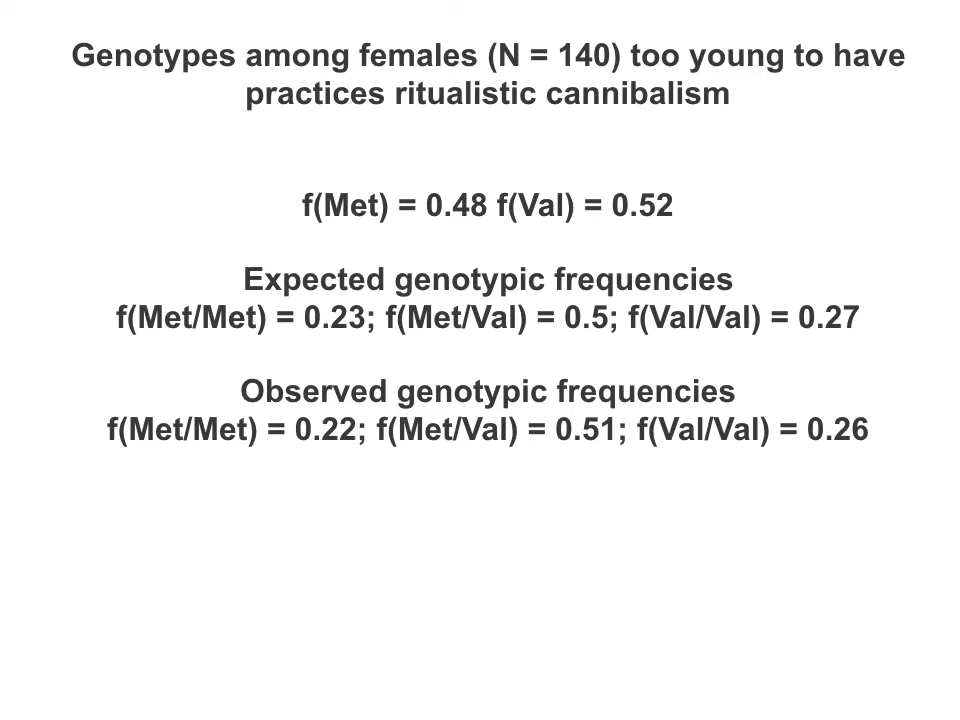 Genotypes among females (N = 140) too young to have
practices ritualistic cannibalism
f(Met) = 0.48 f(Val) = 0.52
Expected genotypic frequencies
f(Met/Met) = 0.23; f(Met/Val) = 0.5; f(Val/Val) = 0.27
Observed genotypic frequencies
f(Met/Met) = 0.22; f(Met/Val) = 0.51; f(Val/Val) = 0.26